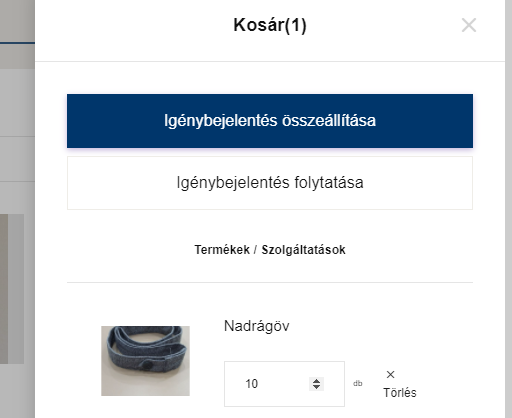 Kosár(1)
Igénybejelentés összeállítása
Igénybejelentés folytatása
Termékek / Szolgáltatások
Nadrágöv
10
db
Törlés